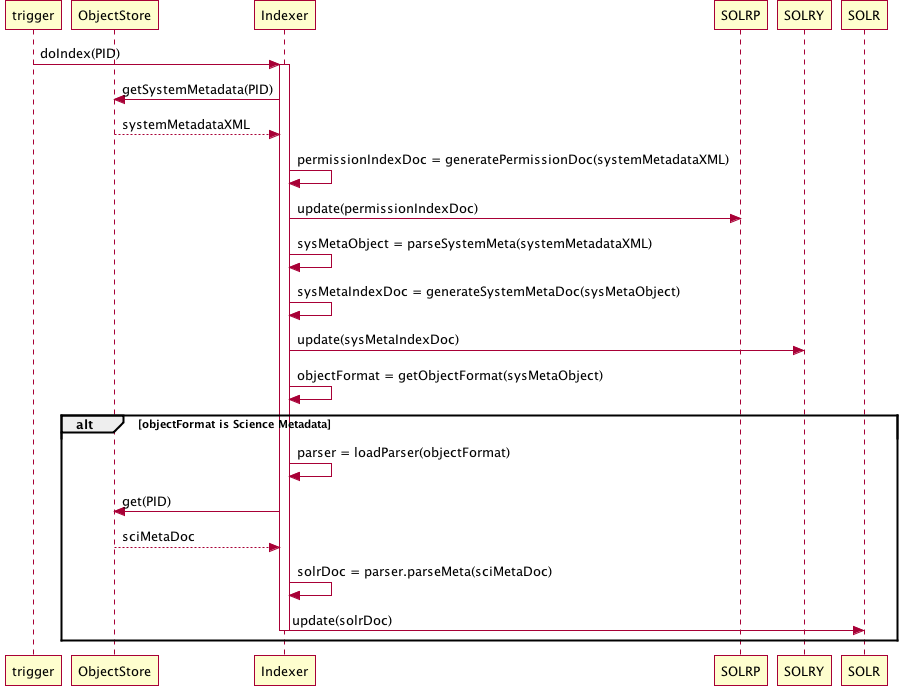 trigger ObjectStore Indexer SOLRP SOLRY SOLR
doIndex(PID)
getSystemMetadata(PID)
systemMetadataXML
permissionIndexDoc = generatePermissionDoc(systemMetadataXML)
update(permissionIndexDoc)
sysMetaObject = parseSystemMeta(systemMetadataXML)
sysMetaIndexDoc = generateSystemMetaDoc(sysMetaObject)
update(sysMetaIndexDoc)
objectFormat = getObjectFormat(sysMetaObject)
alt [objectFormat is Science Metadata]
parser = loadParser(objectFormat)
get(PID)
sciMetaDoc
solrDoc = parser.parseMeta(sciMetaDoc)
update(solrDoc)
trigger ObjectStore Indexer SOLRP SOLRY SOLR